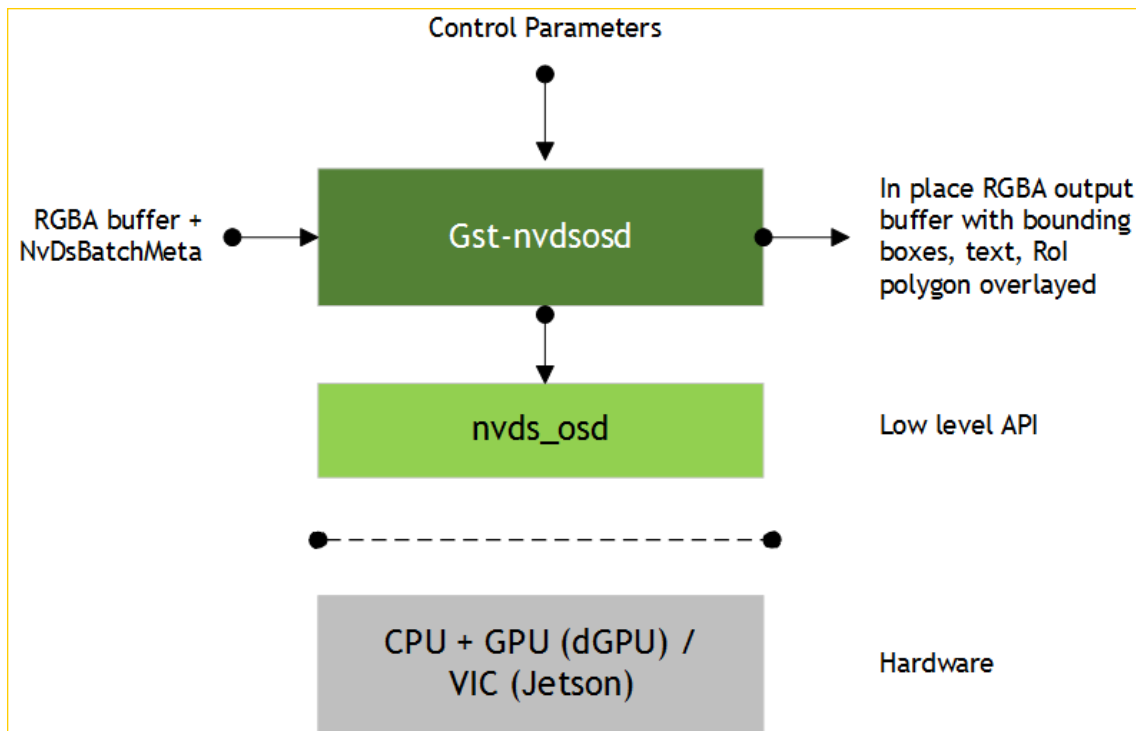 Control Parameters
RGBA buffer +
NvDsBatchMeta
Gst-nvdsosd
In place RGBA output
buffer with bounding
boxes, text, RoI
polygon overlayed
nvds_osd
Low level API
CPU + GPU (dGPU) /
VIC (Jetson)
Hardware